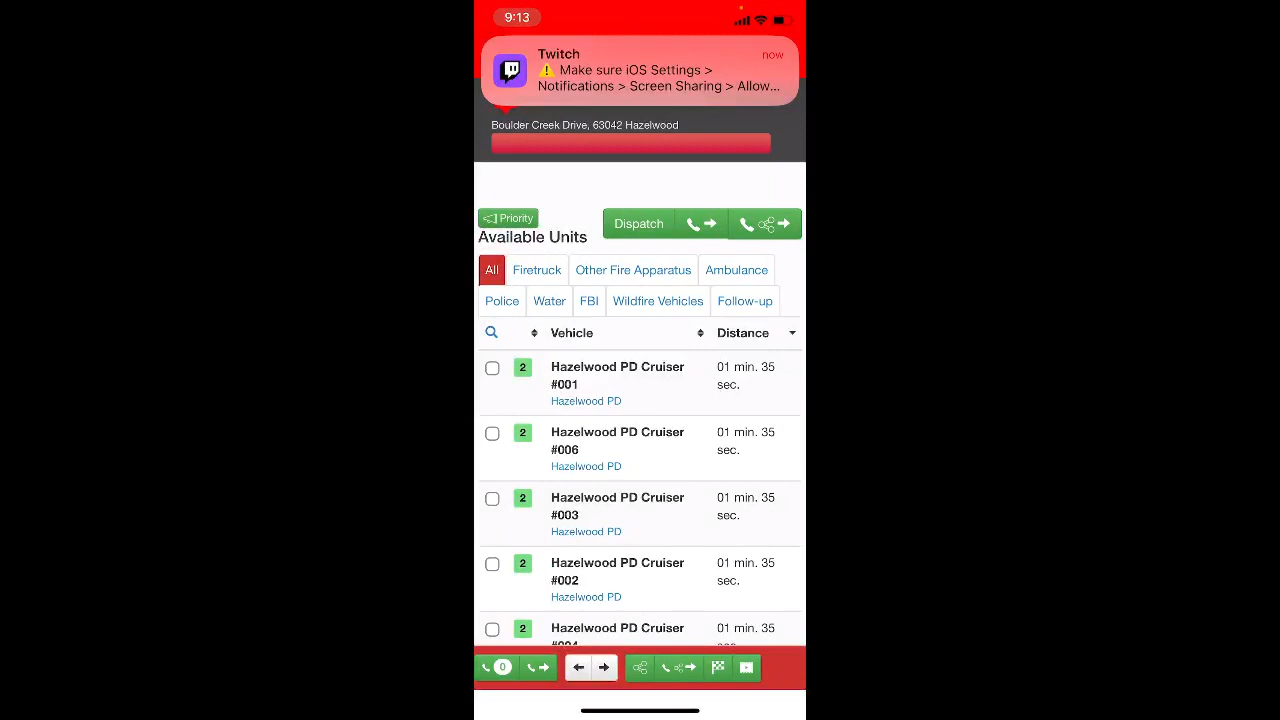 9:13
Twitch
now
⚠️ Make sure iOS Settings >
Notifications > Screen Sharing > Allow...
Boulder Creek Drive, 63042 Hazelwood
Priority
Available Units
Dispatch
All
Firetruck
Other Fire Apparatus
Ambulance
Police
Water
FBI
Wildfire Vehicles
Follow-up
Vehicle
Distance
2
Hazelwood PD Cruiser
#001
Hazelwood PD
01 min. 35
sec.
2
Hazelwood PD Cruiser
#006
Hazelwood PD
01 min. 35
sec.
2
Hazelwood PD Cruiser
#003
Hazelwood PD
01 min. 35
sec.
2
Hazelwood PD Cruiser
#002
Hazelwood PD
01 min. 35
sec.
2
Hazelwood PD Cruiser
01 min. 35
0